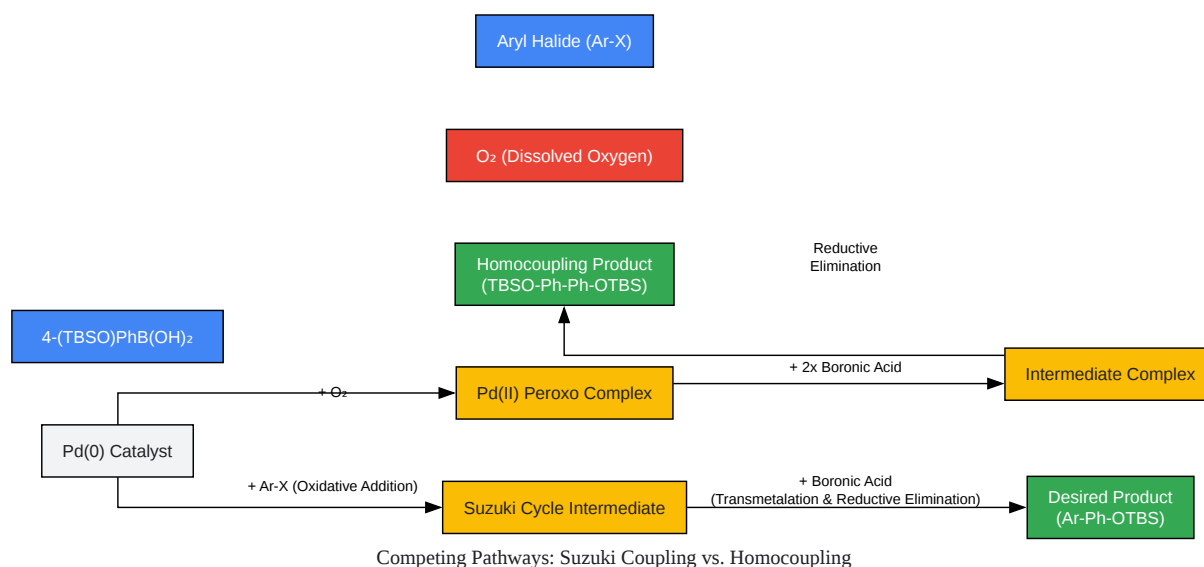 Aryl Halide (Ar-X)
O₂ (Dissolved Oxygen)
Homocoupling Product
(TBSO-Ph-Ph-OTBS)
Reductive
Elimination
4-(TBSO)PhB(OH)₂
+ O₂
Pd(II) Peroxo Complex
+ 2x Boronic Acid
Intermediate Complex
Pd(0) Catalyst
+ Ar-X (Oxidative Addition)
Suzuki Cycle Intermediate
+ Boronic Acid
(Transmetalation & Reductive Elimination)
Desired Product
(Ar-Ph-OTBS)
Competing Pathways: Suzuki Coupling vs. Homocoupling